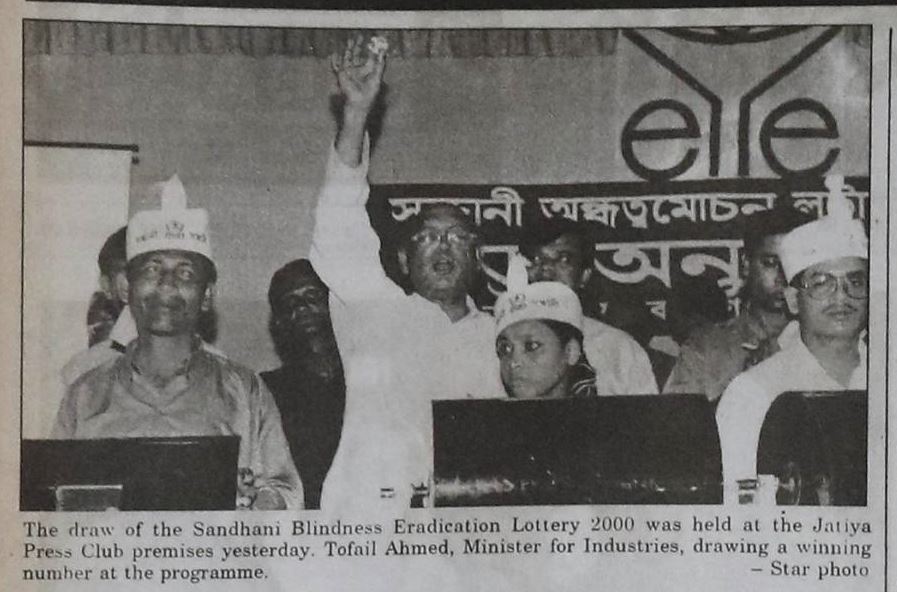 eye
অন্ধত্বমোচন
The draw of the Sandhani Blindness Eradication Lottery 2000 was held at the Jatiya
Press Club premises yesterday. Tofail Ahmed, Minister for Industries, drawing a winning
number at the programme.
– Star photo